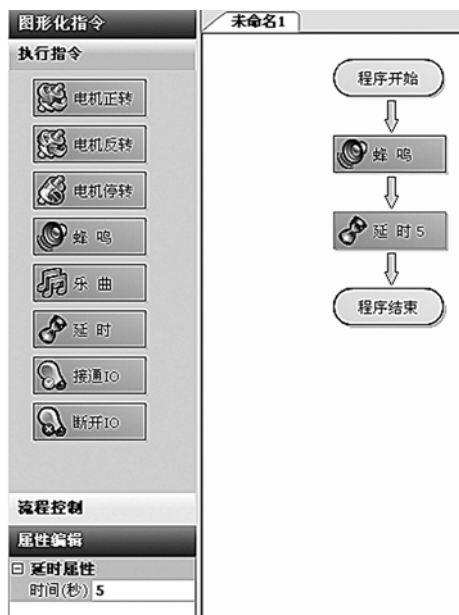 图形化指令
执行指令
电机正转
电机反转
电机停转
蜂 鸣
乐 曲
延 时
接通IO
断开IO
流程控制
属性编辑
延时属性
时间(秒) 5
未命名1
程序开始
蜂 鸣
延 时 5
程序结束